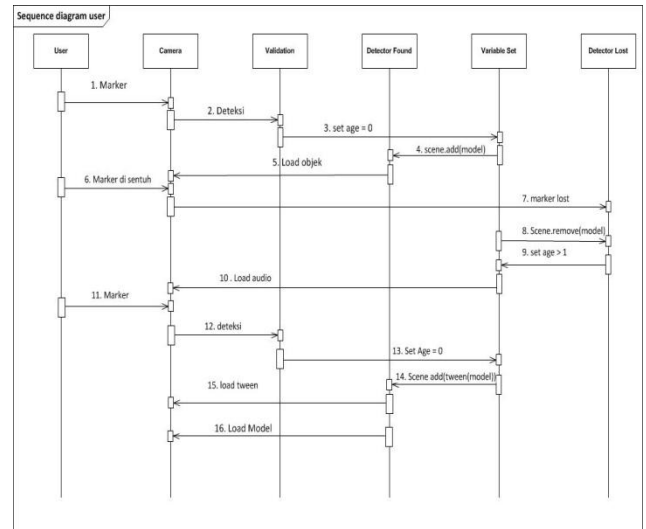 Sequence diagram user
User
Camera
Validation
Detector Found
Variable Set
Detector Lost
1. Marker
2. Deteksi
3. set age = 0
4. scene.add(model)
5. Load objek
6. Marker di sentuh
7. marker lost
8. Scene.remove(model)
9. set age > 1
10 . Load audio
11. Marker
12. deteksi
13. Set Age = 0
14. Scene add(tween(model))
15. load tween
16. Load Model